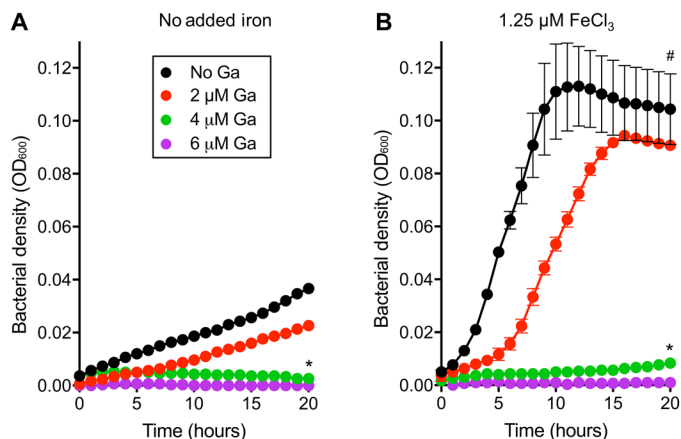 A
No added iron
Bacterial density (OD₆₀₀)
0.12
0.10
0.08
0.06
0.04
0.02
0.00
No Ga
2 µM Ga
4 µM Ga
6 µM Ga
*
0 5 10 15 20
Time (hours)
B
1.25 µM FeCl₃
Bacterial density (OD₆₀₀)
0.12
0.10
0.08
0.06
0.04
0.02
0.00
#
*
0 5 10 15 20
Time (hours)